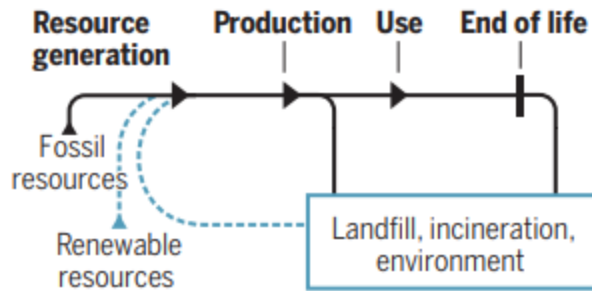 Resource
generation
Production
Use
End of life
Fossil
resources
Renewable
resources
Landfill, incineration,
environment